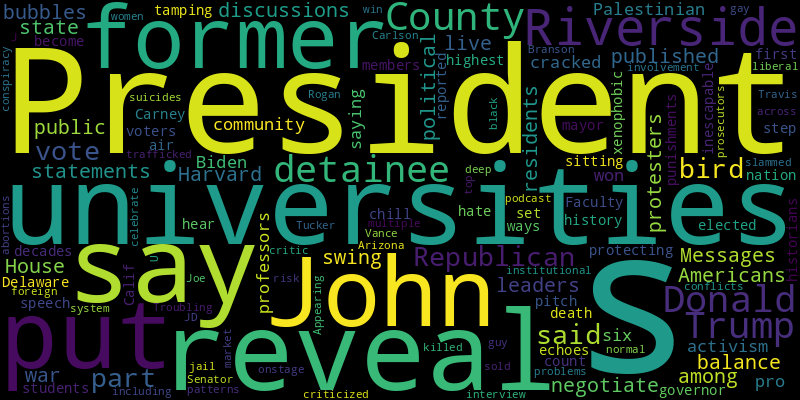 bubbles women tamping discussions Carlson win County Palestinian gay
state former Riverside
become members live published first
conspiracy highest cracked Branson involvement liberal
President
suicides Rogan saying political reported black xenophobic inescapable Travis
public Carney community residents mayor punishments prosecutors across
voters air protesters step
vote trafficked Biden detainee sitting bird slammed
statements Harvard deep top won nation
universities
abortions celebrate hear chill hate podcast set Faculty elected historians
decades professors multiple ways history
House Calif U say critic Tucker Vance Arizona swing Republican protecting Messages
Delaware Joe risk John institutional Americans
foreign leaders conflicts
speech system Troubling Appearing pitch S Donald
put JD reveal death said six Trump
war market killed guy echoes normal activism
part jail onstage sold count among balance
students Senator problems negotiate governor pro
including patterns criticized interview